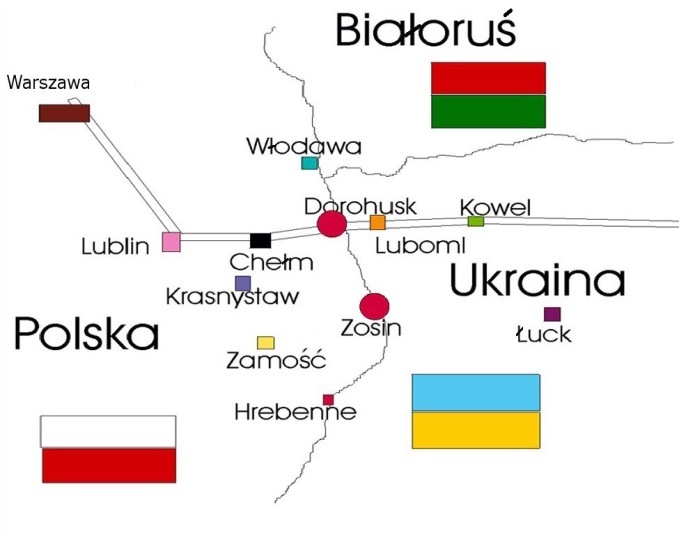 Białoruś
Warszawa
Włodawa
Dorohusk
Kowel
Lublin
Luboml
Chełm
Ukraina
Krasnystaw
Polska
Zosin
Łuck
Zamość
Hrebenne